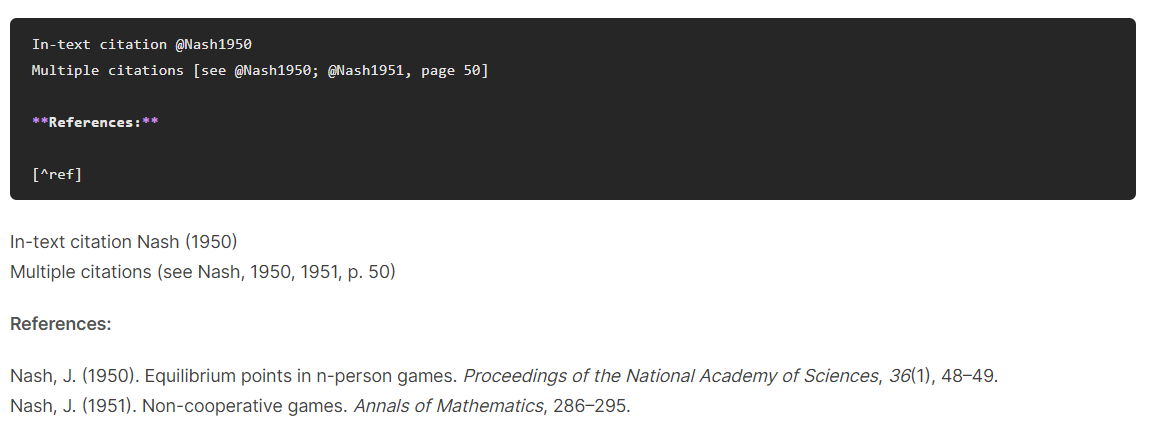 In-text citation @Nash1950
Multiple citations [see @Nash1950; @Nash1951, page 50]
**References:**
[^ref]
In-text citation Nash (1950)
Multiple citations (see Nash, 1950, 1951, p. 50)
References:
Nash, J. (1950). Equilibrium points in n-person games. Proceedings of the National Academy of Sciences, 36(1), 48–49.
Nash, J. (1951). Non-cooperative games. Annals of Mathematics, 286–295.